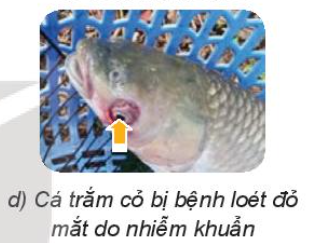 d) Cá trắm cỏ bị bệnh loét đỏ
mắt do nhiễm khuẩn